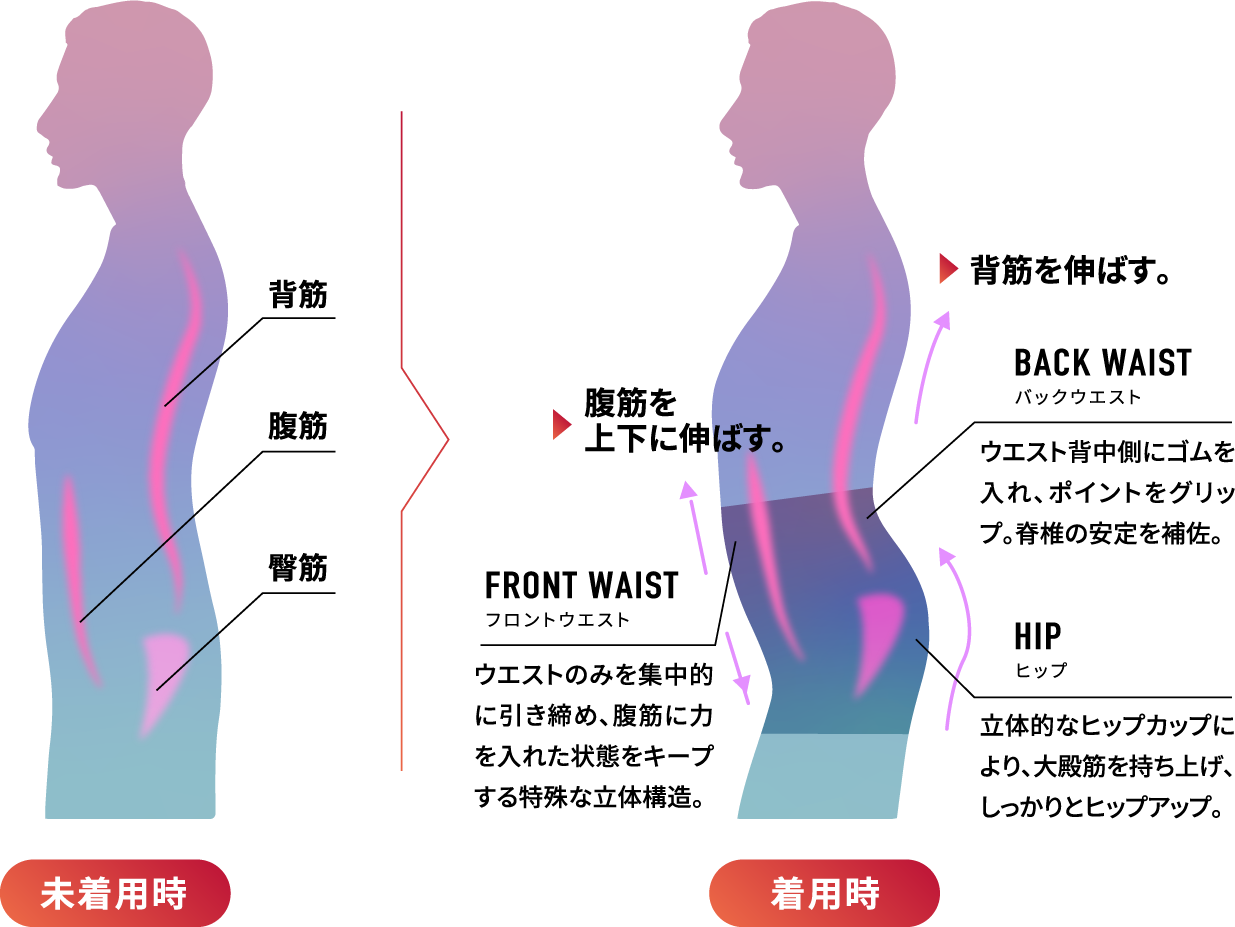 背筋
腹筋
臀筋
未着用時
背筋を伸ばす。
腹筋を
上下に伸ばす。
BACK WAIST
バックウエスト
ウエスト背中側にゴムを
入れ、ポイントをグリッ
プ。脊椎の安定を補佐。
FRONT WAIST
フロントウエスト
ウエストのみを集中的
に引き締め、腹筋に力
を入れた状態をキープ
する特殊な立体構造。
HIP
ヒップ
立体的なヒップカップに
より、大殿筋を持ち上げ、
しっかりとヒップアップ。
着用時